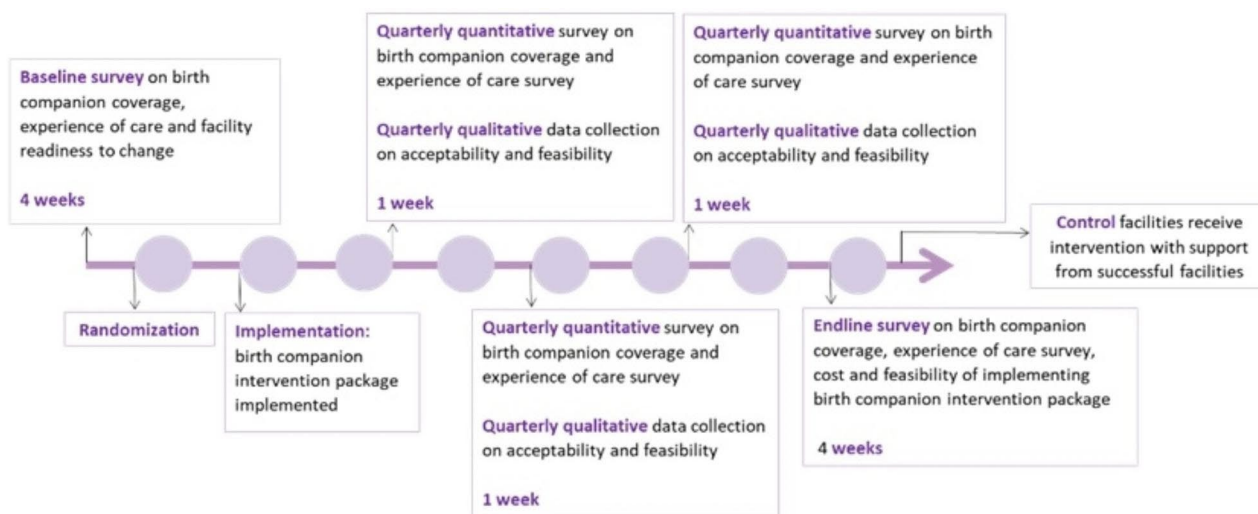 Baseline survey on birth
companion coverage,
experience of care and facility
readiness to change
4 weeks
Randomization
Implementation:
birth companion
intervention package
implemented
Quarterly quantitative survey on
birth companion coverage and
experience of care survey
Quarterly qualitative data collection
on acceptability and feasibility
1 week
Quarterly quantitative survey on
birth companion coverage and
experience of care survey
Quarterly qualitative data collection
on acceptability and feasibility
1 week
Quarterly quantitative survey on birth
companion coverage and experience
of care survey
Quarterly qualitative data collection
on acceptability and feasibility
1 week
Endline survey on birth companion
coverage, experience of care survey,
cost and feasibility of implementing
birth companion intervention package
4 weeks
Control facilities receive
intervention with support
from successful facilities